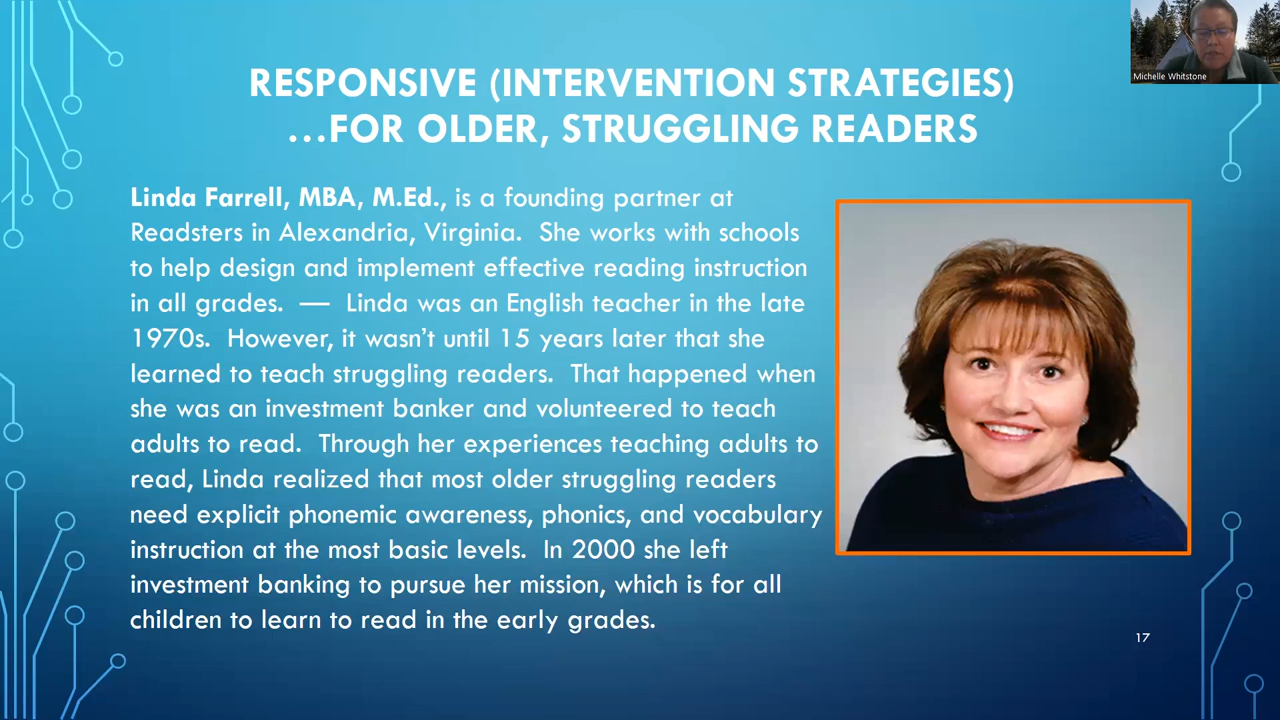 Michelle Whitstone
RESPONSIVE (INTERVENTION STRATEGIES)
...FOR OLDER, STRUGGLING READERS
Linda Farrell, MBA, M.Ed., is a founding partner at
Readsters in Alexandria, Virginia.  She works with schools
to help design and implement effective reading instruction
in all grades.  —  Linda was an English teacher in the late
1970s.  However, it wasn’t until 15 years later that she
learned to teach struggling readers.  That happened when
she was an investment banker and volunteered to teach
adults to read.  Through her experiences teaching adults to
read, Linda realized that most older struggling readers
need explicit phonemic awareness, phonics, and vocabulary
instruction at the most basic levels.  In 2000 she left
investment banking to pursue her mission, which is for all
children to learn to read in the early grades.
17